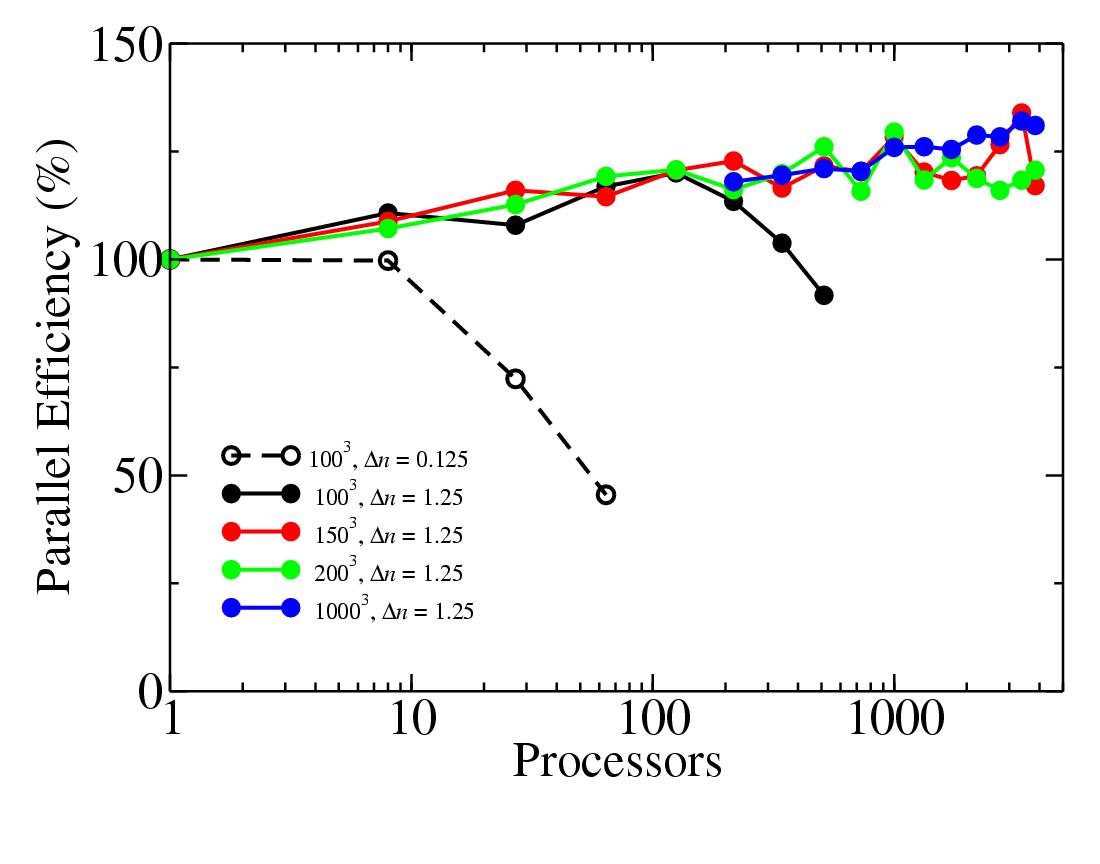 150
100
50
0
Parallel Efficiency (%)
100³, Δn = 0.125
100³, Δn = 1.25
150³, Δn = 1.25
200³, Δn = 1.25
1000³, Δn = 1.25
1 10 100 1000
Processors